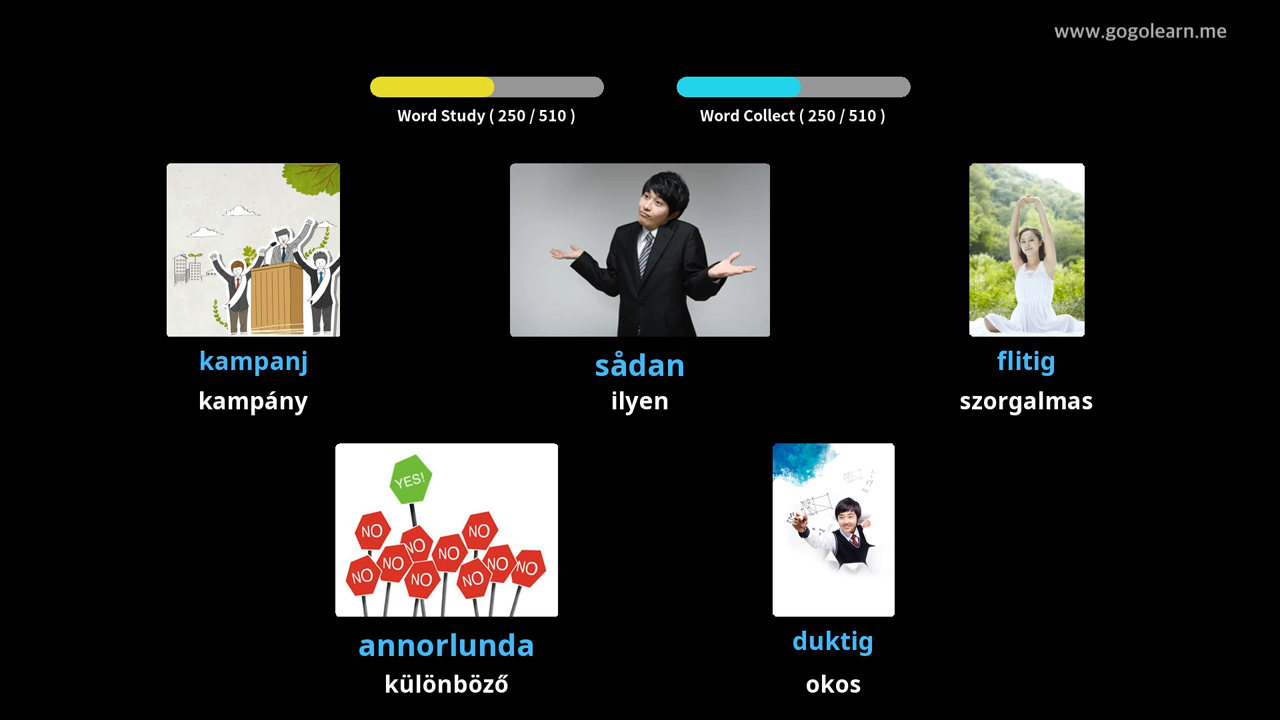 www.gogolearn.me
Word Study ( 250 / 510 )
Word Collect ( 250 / 510 )
kampanj
kampány
sådan
ilyen
flitig
szorgalmas
YES!
NO
NO
NO
NO
NO
NO
NO
NO
NO
NO
annorlunda
különböző
duktig
okos